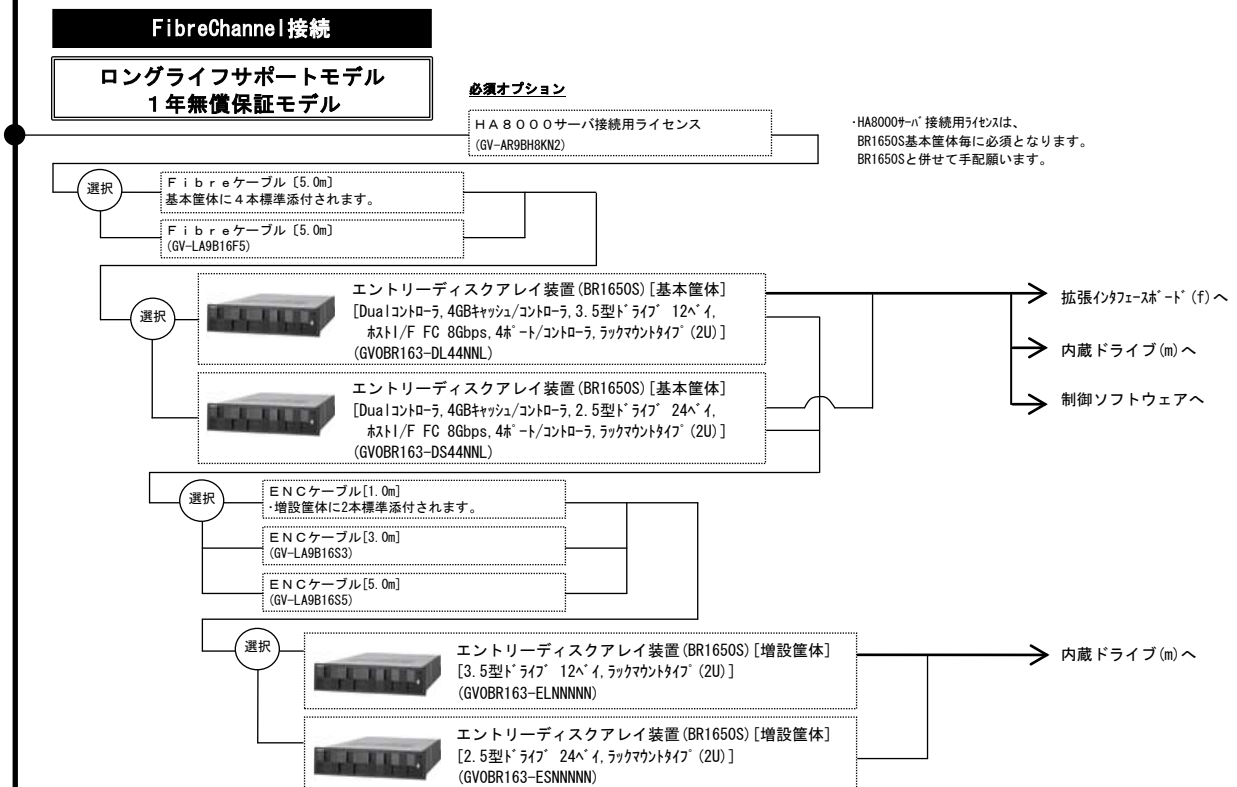 FibreChannel接続
ロングライフサポートモデル
１年無償保証モデル
必須オプション
ＨＡ８０００サーバ接続用ライセンス
(GV-AR9BH8KN2)
･HA8000ｻｰﾊﾞ接続用ﾗｲｾﾝｽは、
BR1650S基本筐体毎に必須となります。
BR1650Sと併せて手配願います。
選択
Ｆｉｂｒｅケーブル〔5.0m〕
基本筐体に４本標準添付されます。
Ｆｉｂｒｅケーブル〔5.0m〕
(GV-LA9B16F5)
選択
エントリーディスクアレイ装置(BR1650S)[基本筐体]
[Dualｺﾝﾄﾛｰﾗ,4GBｷｬｯｼｭ/ｺﾝﾄﾛｰﾗ,3.5型ﾄﾞﾗｲﾌﾞ 12ﾍﾞｲ,
ﾎｽﾄI/F FC 8Gbps,4ﾎﾟｰﾄ/ｺﾝﾄﾛｰﾗ,ﾗｯｸﾏｳﾝﾄﾀｲﾌﾟ(2U)]
(GVOBR163-DL44NNL)
エントリーディスクアレイ装置(BR1650S)[基本筐体]
[Dualｺﾝﾄﾛｰﾗ,4GBｷｬｯｼｭ/ｺﾝﾄﾛｰﾗ,2.5型ﾄﾞﾗｲﾌﾞ 24ﾍﾞｲ,
ﾎｽﾄI/F FC 8Gbps,4ﾎﾟｰﾄ/ｺﾝﾄﾛｰﾗ,ﾗｯｸﾏｳﾝﾄﾀｲﾌﾟ(2U)]
(GVOBR163-DS44NNL)
拡張ｲﾝﾀﾌｪｰｽﾎﾞｰﾄﾞ(f)へ
内蔵ドライブ(m)へ
制御ソフトウェアへ
選択
ＥＮＣケーブル[1.0m]
･増設筐体に2本標準添付されます。
ＥＮＣケーブル[3.0m]
(GV-LA9B16S3)
ＥＮＣケーブル[5.0m]
(GV-LA9B16S5)
選択
エントリーディスクアレイ装置(BR1650S)[増設筐体]
[3.5型ﾄﾞﾗｲﾌﾞ 12ﾍﾞｲ,ﾗｯｸﾏｳﾝﾄﾀｲﾌﾟ(2U)]
(GVOBR163-ELNNNNN)
内蔵ドライブ(m)へ
エントリーディスクアレイ装置(BR1650S)[増設筐体]
[2.5型ﾄﾞﾗｲﾌﾞ 24ﾍﾞｲ,ﾗｯｸﾏｳﾝﾄﾀｲﾌﾟ(2U)]
(GVOBR163-ESNNNNN)